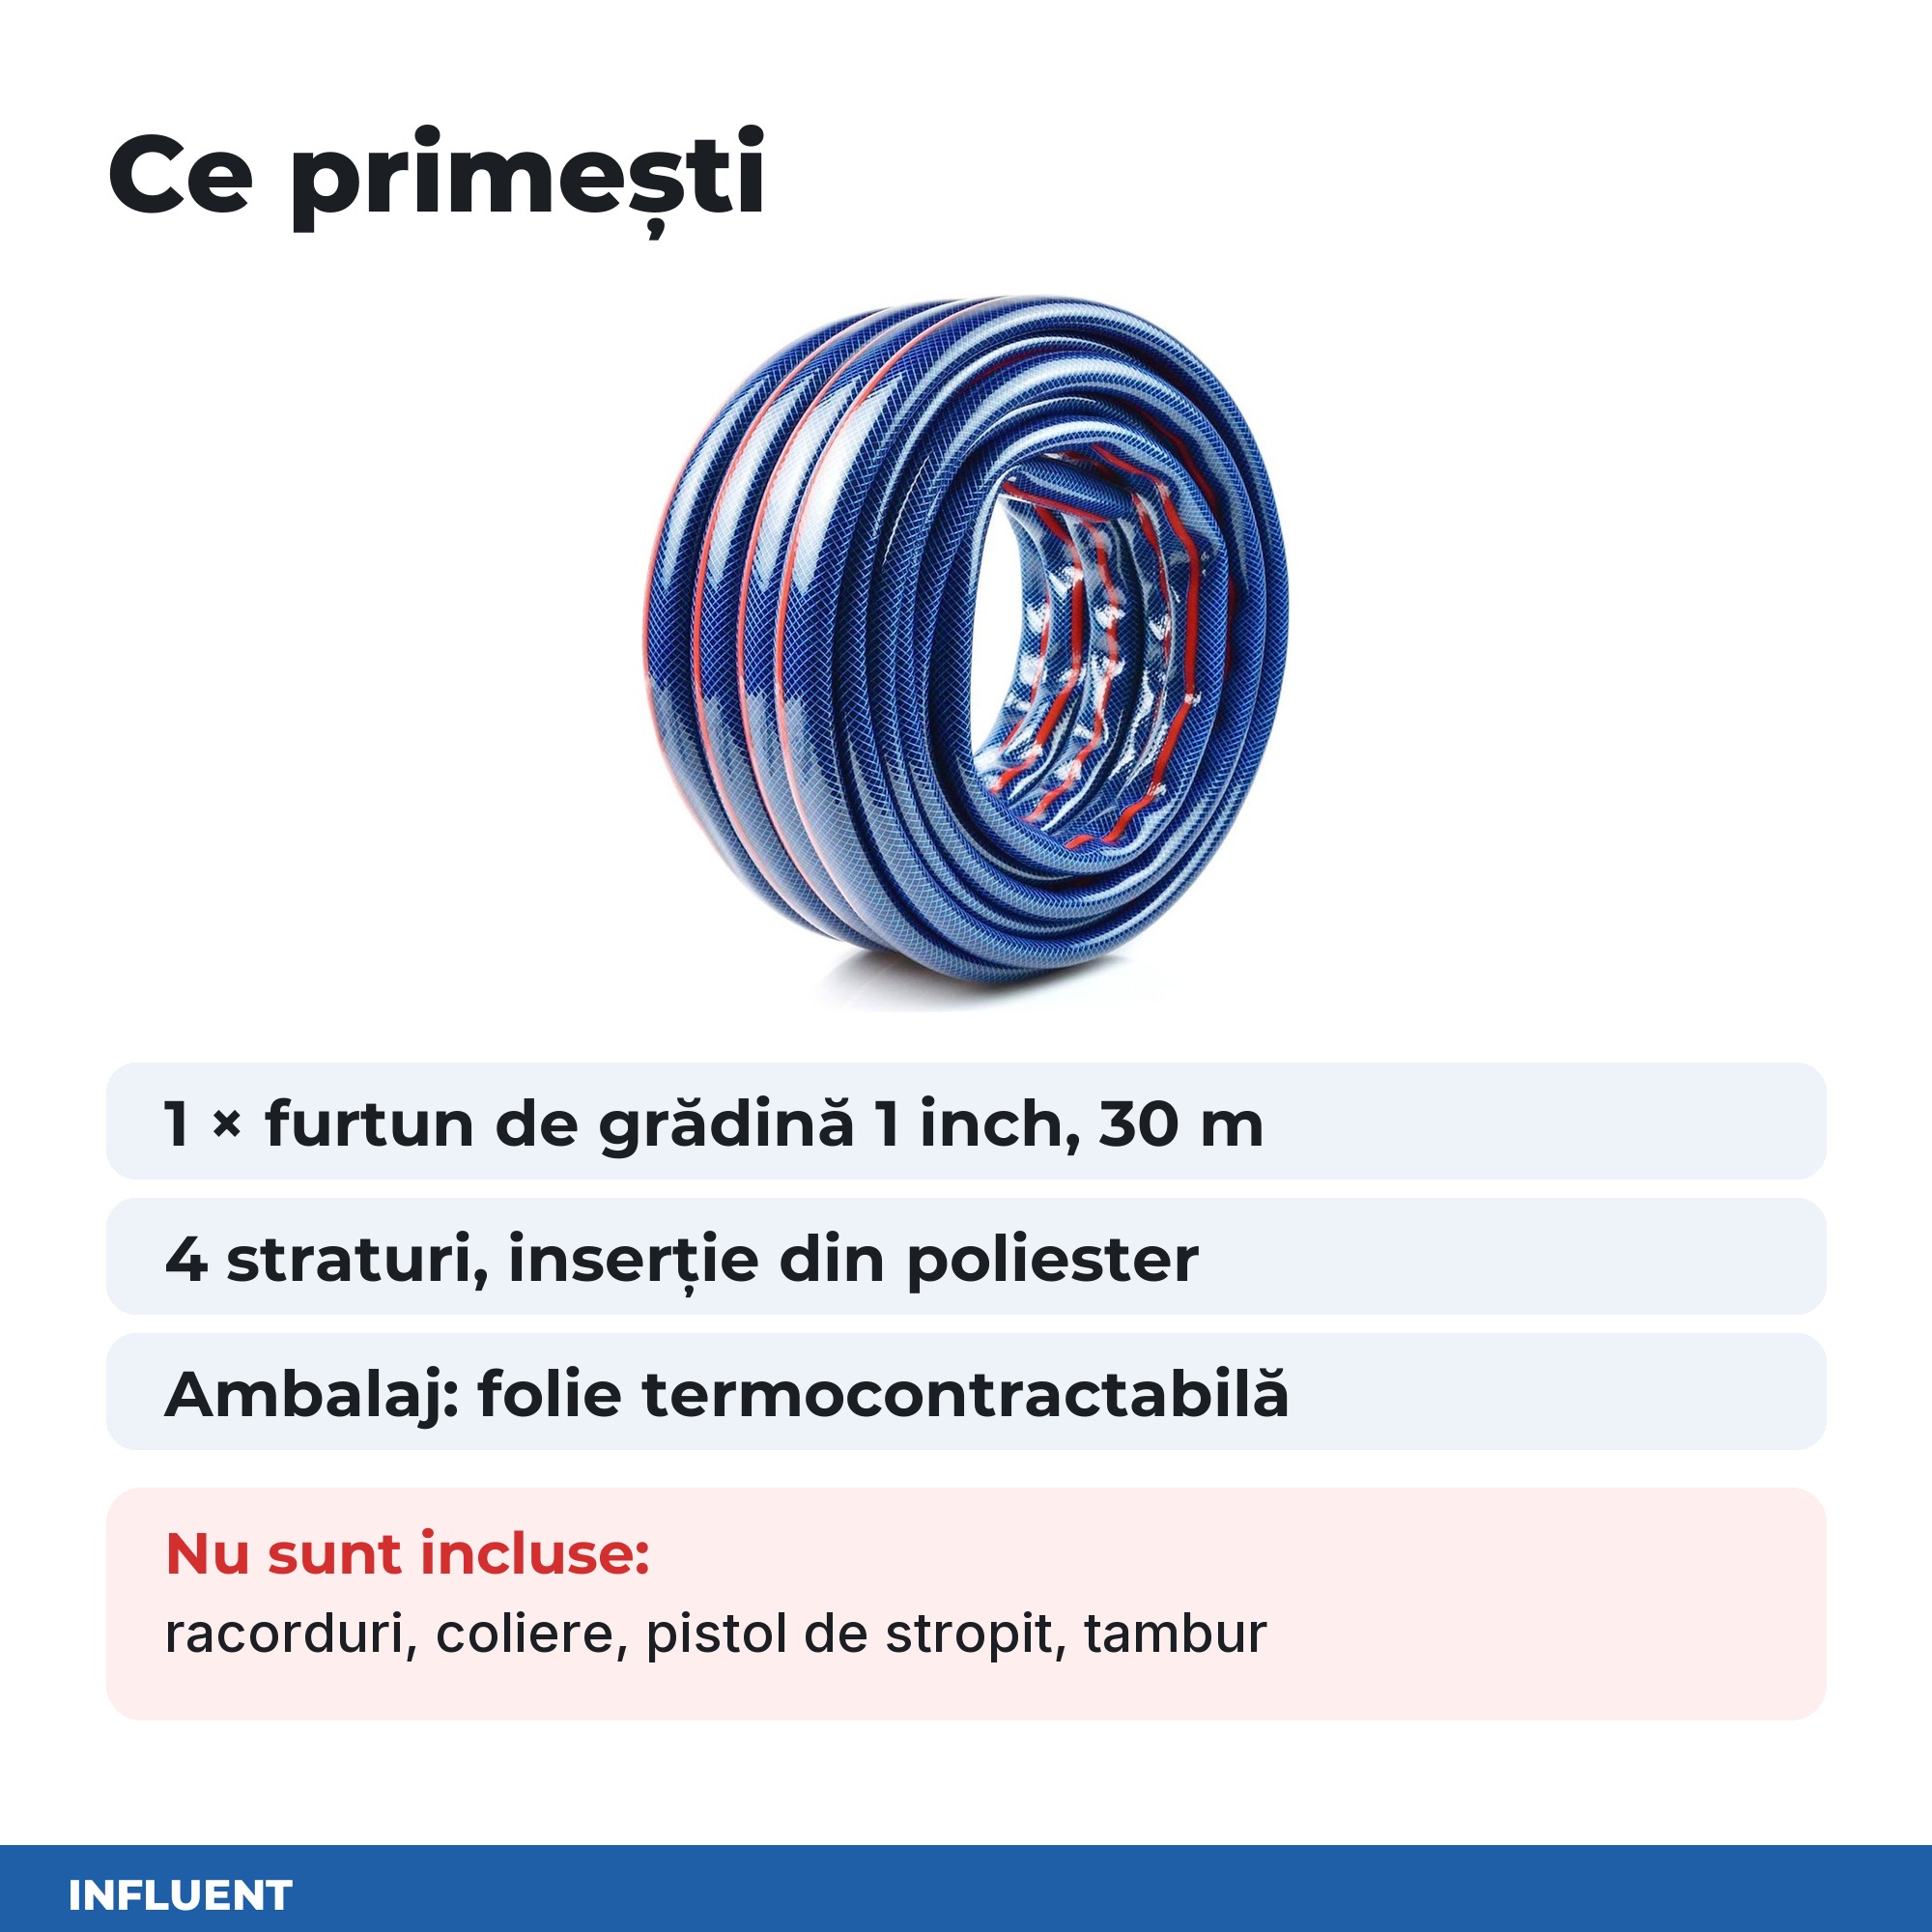 Ce primești
1 × furtun de grădină 1 inch, 30 m
4 straturi, inserție din poliester
Ambalaj: folie termocontractabilă
Nu sunt incluse:
racorduri, coliere, pistol de stropit, tambur
INFLUENT